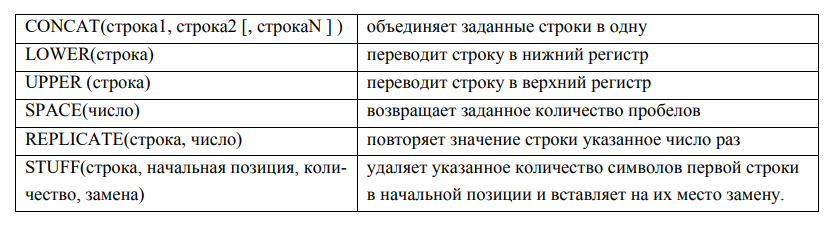 CONCAT(строка1, строка2 [, строкаN ] ) объединяет заданные строки в одну
LOWER(строка) переводит строку в нижний регистр
UPPER (строка) переводит строку в верхний регистр
SPACE(число) возвращает заданное количество пробелов
REPLICATE(строка, число) повторяет значение строки указанное число раз
STUFF(строка, начальная позиция, коли-
чество, замена)
удаляет указанное количество символов первой строки
в начальной позиции и вставляет на их место замену.